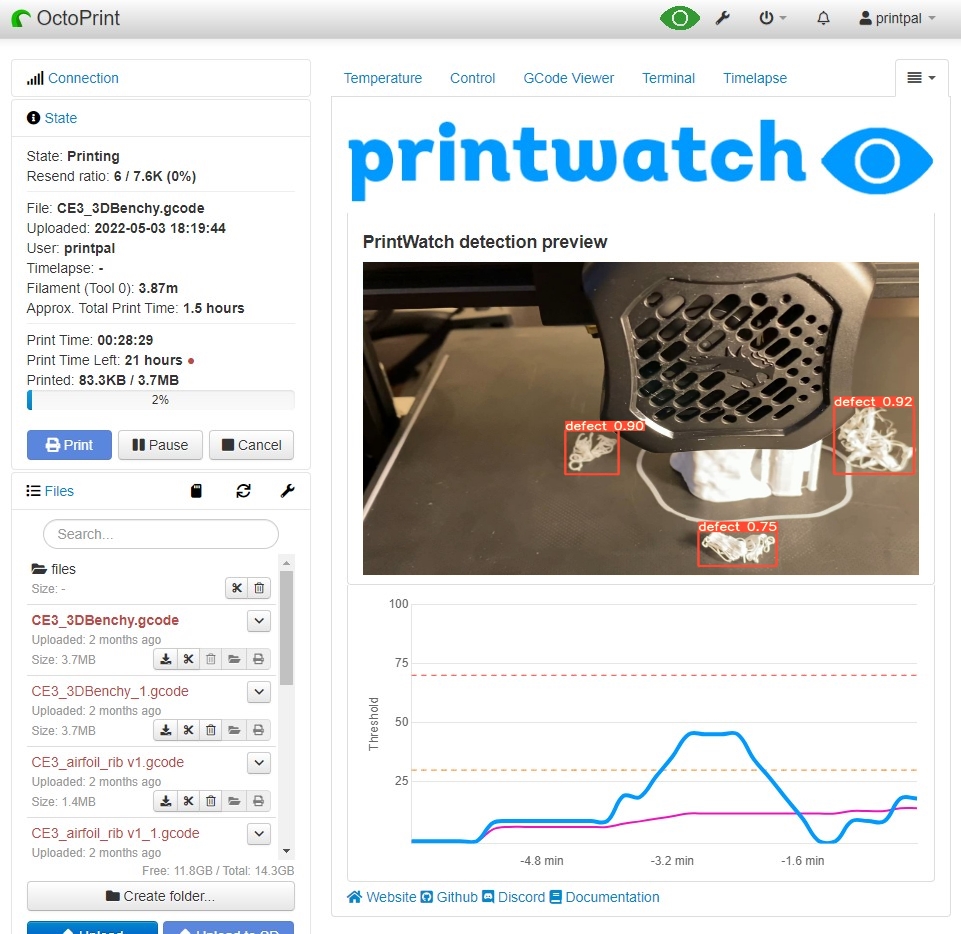 OctoPrint
printpal
Connection
State
State: Printing
Resend ratio: 6 / 7.6K (0%)
File: CE3_3DBenchy.gcode
Uploaded: 2022-05-03 18:19:44
User: printpal
Timelapse: -
Filament (Tool 0): 3.87m
Approx. Total Print Time: 1.5 hours
Print Time: 00:28:29
Print Time Left: 21 hours
Printed: 83.3KB / 3.7MB
2%
Print Pause Cancel
Files
Search...
files
Size: -
CE3_3DBenchy.gcode
Uploaded: 2 months ago
Size: 3.7MB
CE3_3DBenchy_1.gcode
Uploaded: 2 months ago
Size: 3.7MB
CE3_airfoil_rib v1.gcode
Uploaded: 2 months ago
Size: 1.4MB
CE3_airfoil_rib v1_1.gcode
Uploaded: 2 months ago
Free: 11.8GB / Total: 14.3GB
Create folder...
Upload Upload to SD
Temperature Control GCode Viewer Terminal Timelapse
printwatch
PrintWatch detection preview
defect 0.92
defect 0.90
defect 0.75
100
75
50
25
Threshold
-4.8 min -3.2 min -1.6 min
Website Github Discord Documentation